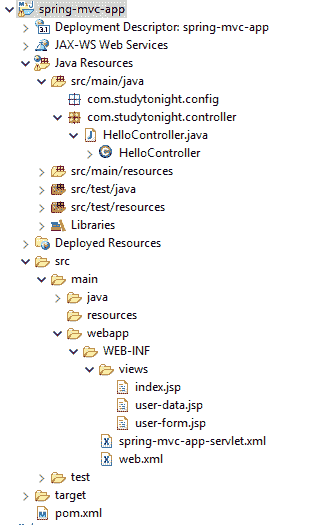 spring-mvc-app
Deployment Descriptor: spring-mvc-app
JAX-WS Web Services
Java Resources
src/main/java
com.studytonight.config
com.studytonight.controller
HelloController.java
HelloController
src/main/resources
src/test/java
src/test/resources
Libraries
Deployed Resources
src
main
java
resources
webapp
WEB-INF
views
index.jsp
user-data.jsp
user-form.jsp
spring-mvc-app-servlet.xml
web.xml
test
target
pom.xml